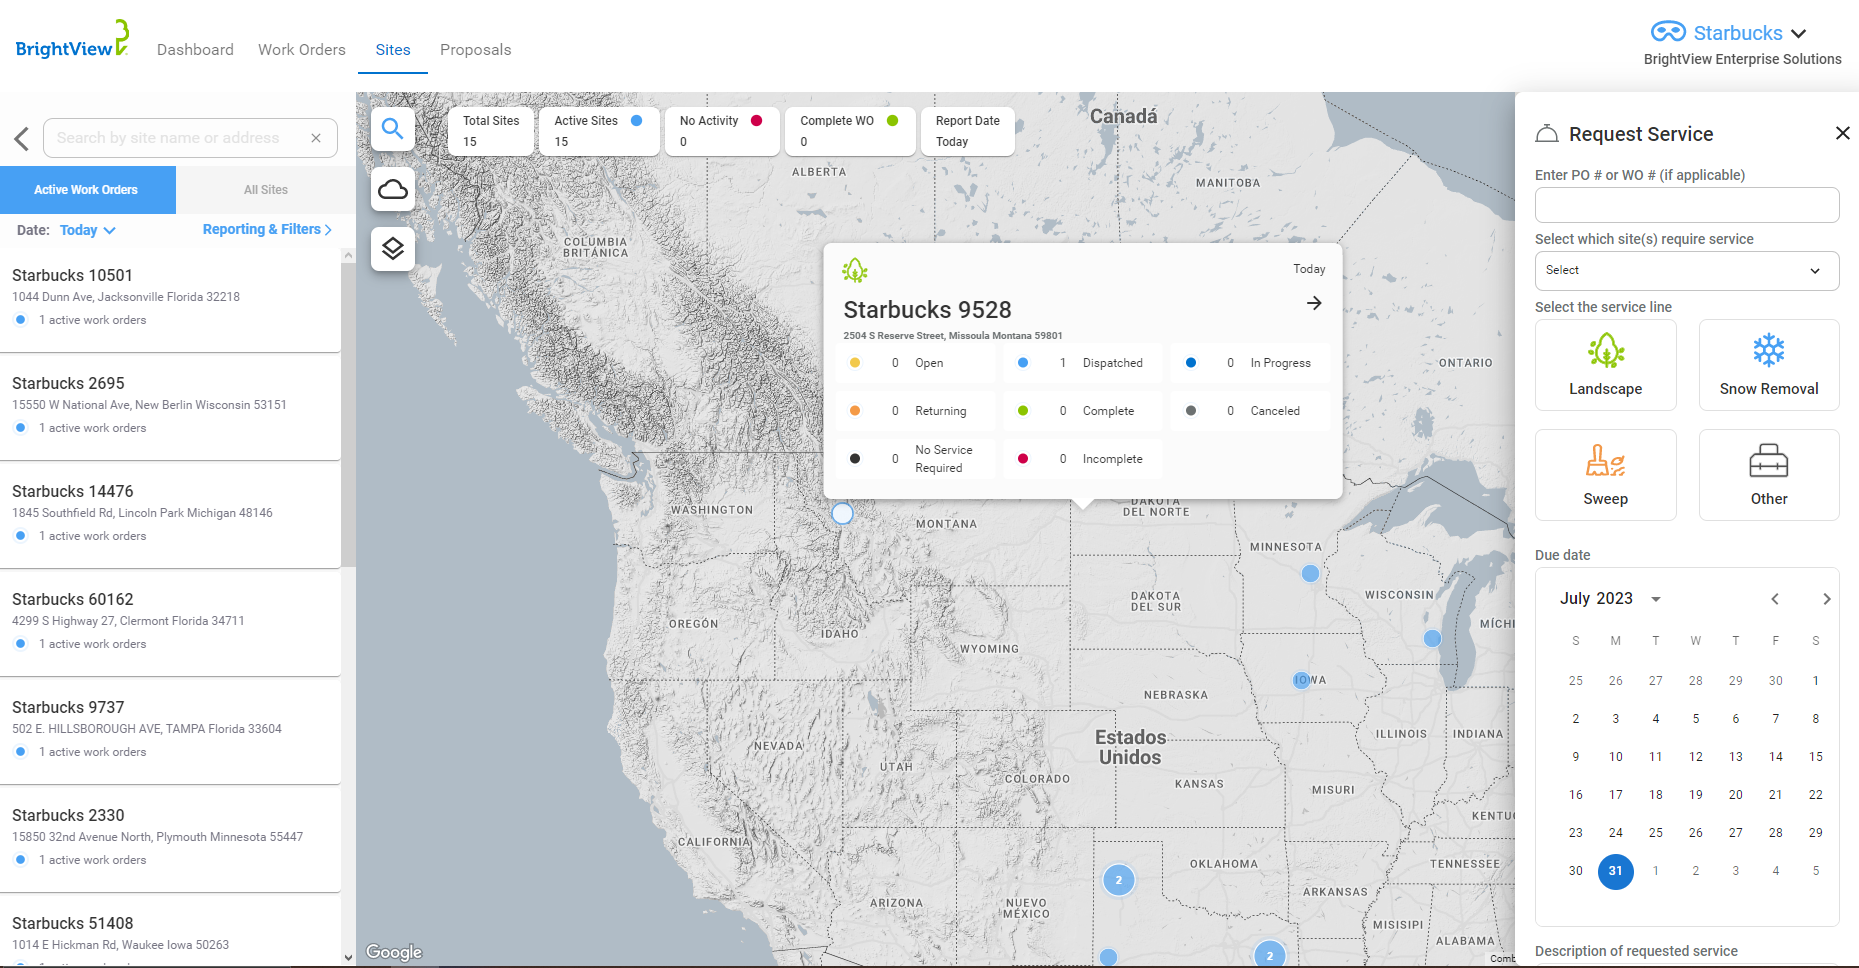 BrightView
Dashboard
Work Orders
Sites
Proposals
Starbucks
BrightView Enterprise Solutions
Search by site name or address
Active Work Orders
All Sites
Date: Today
Reporting & Filters
Starbucks 10501
1044 Dunn Ave, Jacksonville Florida 32218
1 active work orders
Starbucks 2695
15550 W National Ave, New Berlin Wisconsin 53151
1 active work orders
Starbucks 14476
1845 Southfield Rd, Lincoln Park Michigan 48146
1 active work orders
Starbucks 60162
4299 S Highway 27, Clermont Florida 34711
1 active work orders
Starbucks 9737
502 E. HILLSBOROUGH AVE, TAMPA Florida 33604
1 active work orders
Starbucks 2330
15850 32nd Avenue North, Plymouth Minnesota 55447
1 active work orders
Starbucks 51408
1014 E Hickman Rd, Waukee Iowa 50263
Total Sites
15
Active Sites
15
No Activity
0
Complete WO
0
Report Date
Today
Canadá
ALBERTA
MANITOBA
COLUMBIA
BRITÁNICA
ONTARIO
Today
Starbucks 9528
2504 S Reserve Street, Missoula Montana 59801
0 Open
1 Dispatched
0 In Progress
0 Returning
0 Complete
0 Canceled
0 No Service
Required
0 Incomplete
WASHINGTON
MONTANA
DAKOTA
DEL NORTE
MINNESOTA
DAKOTA
DEL SUR
WISCONSIN
MÍCHI
OREGÓN
IDAHO
WYOMING
IOWA
NEBRASKA
NEVADA
UTAH
COLORADO
Estados
Unidos
ILLINOIS
INDIANA
KANSAS
MISURI
KENTU
CALIFORNIA
OKLAHOMA
TENNESSEE
2
ARIZONA
NUEVO
MÉXICO
ARKANSAS
MISISIPI
ALABAMA
2
Google
Comb
Request Service
Enter PO # or WO # (if applicable)
Select which site(s) require service
Select
Select the service line
Landscape
Snow Removal
Sweep
Other
Due date
July 2023
S M T W T F S
25 26 27 28 29 30 1
2 3 4 5 6 7 8
9 10 11 12 13 14 15
16 17 18 19 20 21 22
23 24 25 26 27 28 29
30 31 1 2 3 4 5
Description of requested service